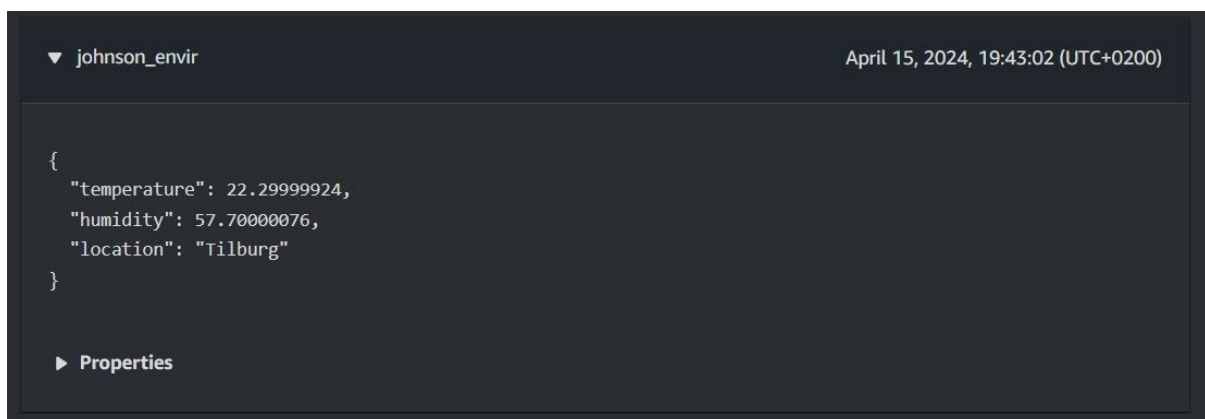 johnson_envir April 15, 2024, 19:43:02 (UTC+0200)
{
"temperature": 22.29999924,
"humidity": 57.70000076,
"location": "Tilburg"
}
Properties